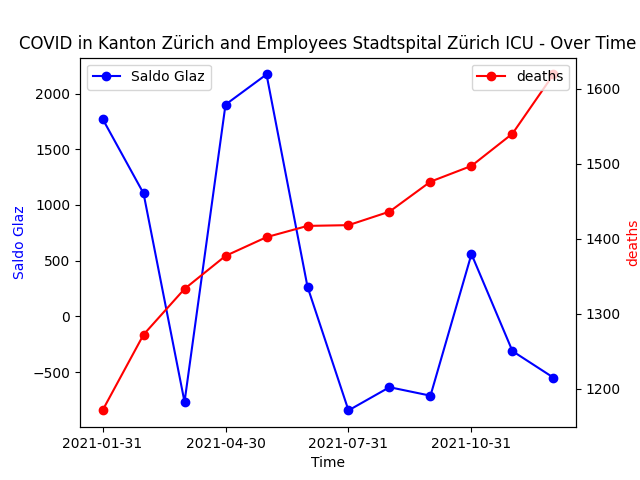 COVID in Kanton Zürich and Employees Stadtspital Zürich ICU - Over Time
Saldo Glaz
deaths
2000
1500
1000
500
0
−500
1600
1500
1400
1300
1200
Saldo Glaz
deaths
2021-01-31 2021-04-30 2021-07-31 2021-10-31
Time